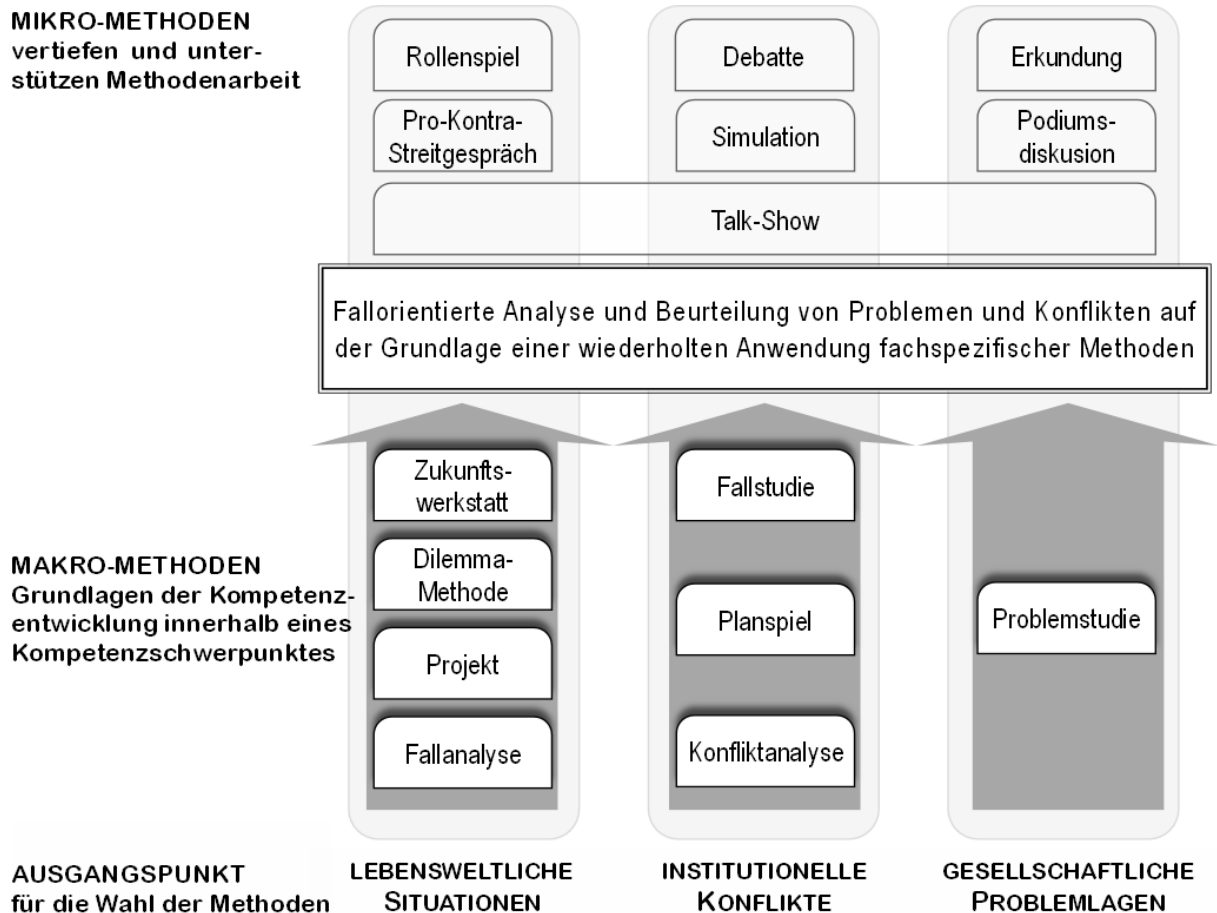 MIKRO-METHODEN
vertiefen und unter-
stützen Methodenarbeit
Rollenspiel
Debatte
Erkundung
Pro-Kontra-
Streitgespräch
Simulation
Podiums-
diskusion
Talk-Show
Fallorientierte Analyse und Beurteilung von Problemen und Konflikten auf
der Grundlage einer wiederholten Anwendung fachspezifischer Methoden
MAKRO-METHODEN
Grundlagen der Kompetenz-
entwicklung innerhalb eines
Kompetenzschwerpunktes
Zukunfts-
werkstatt
Dilemma-
Methode
Projekt
Fallanalyse
Fallstudie
Planspiel
Konfliktanalyse
Problemstudie
AUSGANGSPUNKT
für die Wahl der Methoden
LEBENSWELTLICHE
SITUATIONEN
INSTITUTIONELLE
KONFLIKTE
GESELLSCHAFTLICHE
PROBLEMLAGEN